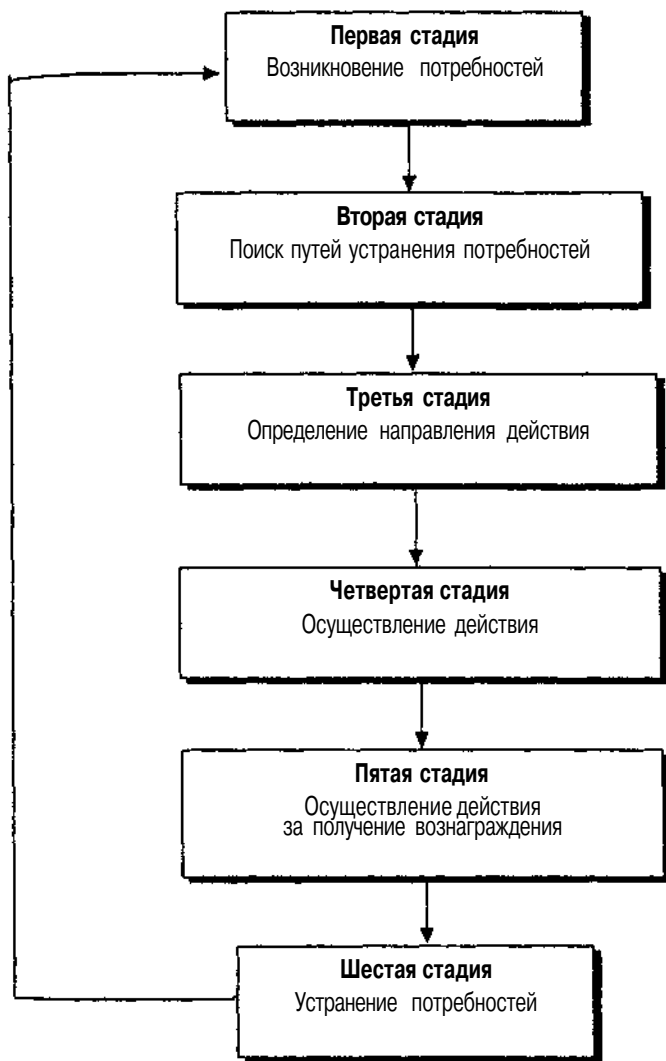 Первая стадия
Возникновение потребностей
Вторая стадия
Поиск путей устранения потребностей
Третья стадия
Определение направления действия
Четвертая стадия
Осуществление действия
Пятая стадия
Осуществление действия
за получение вознаграждения
Шестая стадия
Устранение потребностей